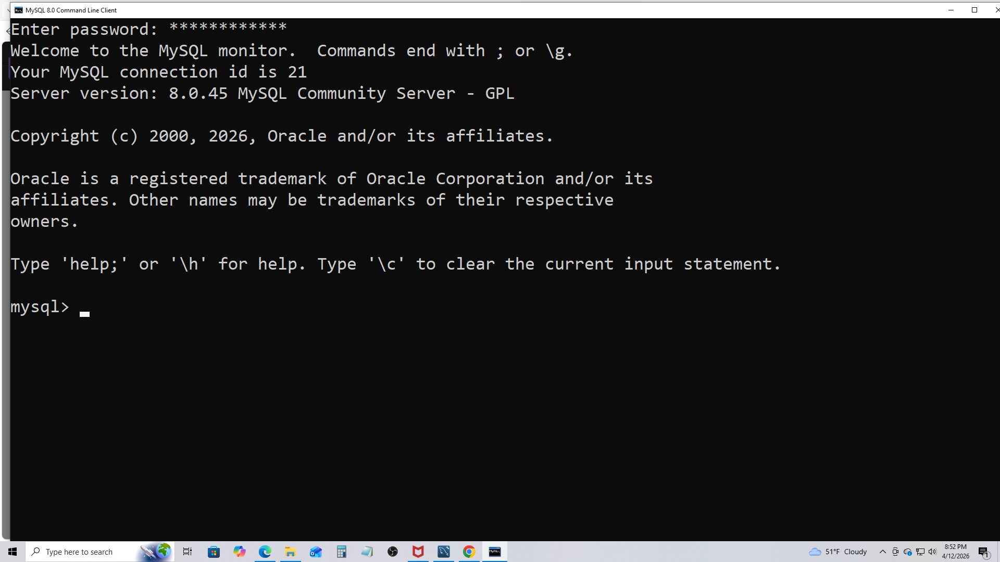 MySQL 8.0 Command Line Client
Enter password: ************
Welcome to the MySQL monitor.  Commands end with ; or \g.
Your MySQL connection id is 21
Server version: 8.0.45 MySQL Community Server - GPL
Copyright (c) 2000, 2026, Oracle and/or its affiliates.
Oracle is a registered trademark of Oracle Corporation and/or its
affiliates. Other names may be trademarks of their respective
owners.
Type 'help;' or '\h' for help. Type '\c' to clear the current input statement.
mysql>
Type here to search
51°F Cloudy
8:52 PM
4/12/2026
1